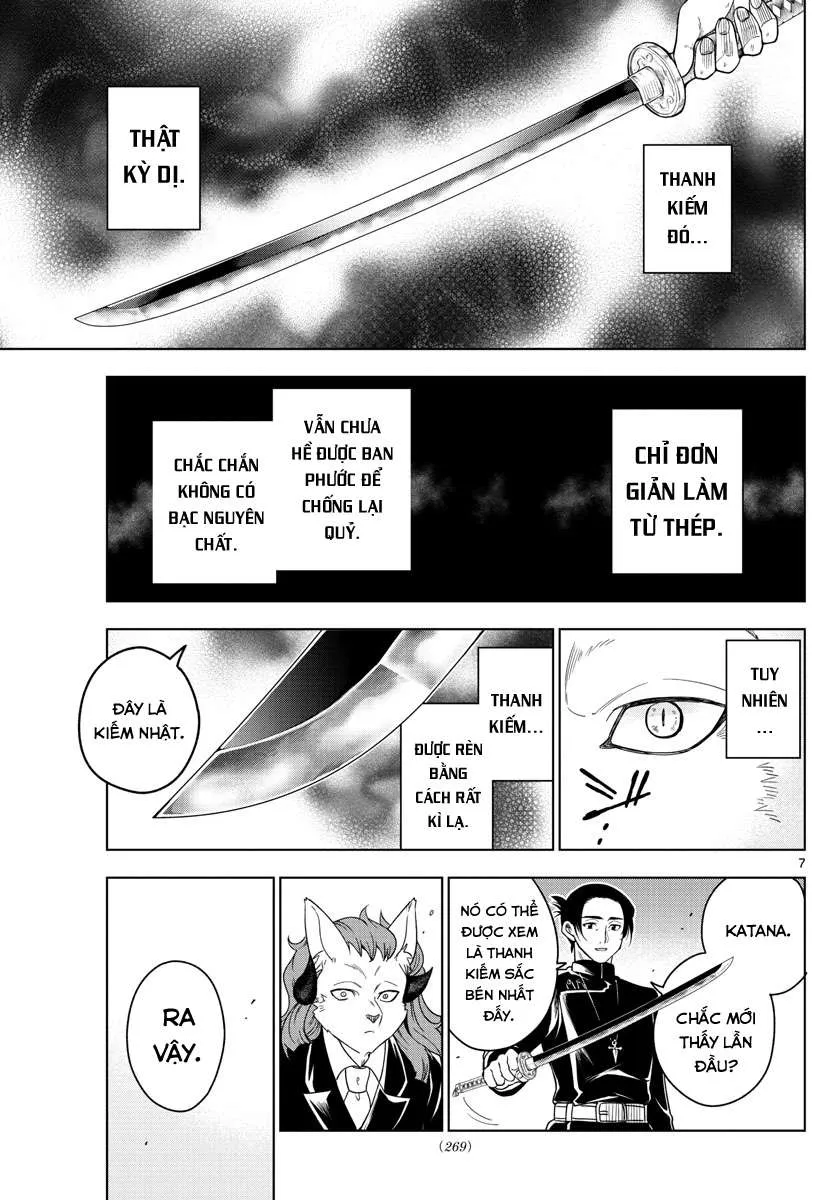 THANH
KIẾM
ĐÓ...
THẬT
KỲ DỊ.
CHỈ ĐƠN
GIẢN LÀM
TỪ THÉP.
VẪN CHƯA
HỀ ĐƯỢC BAN
PHƯỚC ĐỂ
CHỐNG LẠI
QUỶ.
CHẮC CHẮN
KHÔNG CÓ
BẠC NGUYÊN
CHẤT.
TUY
NHIÊN
...
THANH
KIẾM...
ĐƯỢC RÈN
BẰNG
CÁCH RẤT
KÌ LẠ.
ĐÂY LÀ
KIẾM NHẬT.
7
KATANA.
CHẮC MỚI
THẤY LẦN
ĐẦU?
NÓ CÓ THỂ
ĐƯỢC XEM
LÀ THANH
KIẾM SẮC
BÉN NHẤT
ĐẤY.
RA
VẬY.
(269)